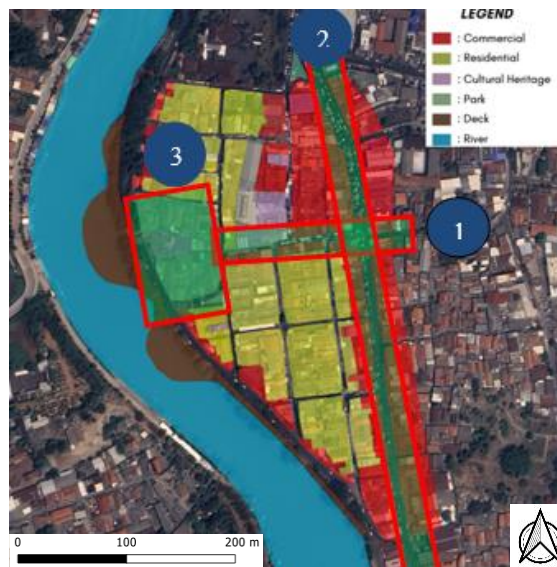 LEGEND
: Commercial
: Residential
: Cultural Heritage
: Park
: Deck
: River
2
3
1
0 100 200 m